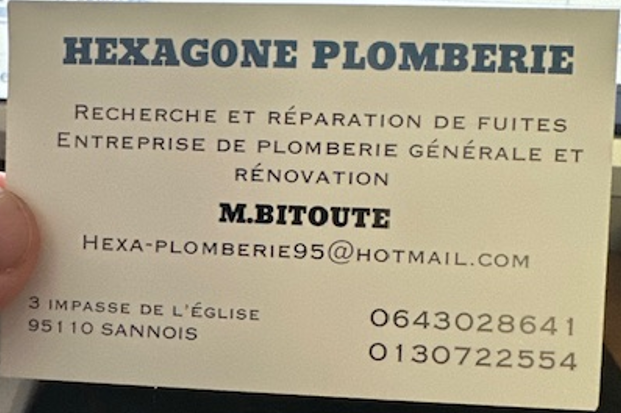 HEXAGONE PLOMBERIE
RECHERCHE ET RÉPARATION DE FUITES
ENTREPRISE DE PLOMBERIE GÉNÉRALE ET
RÉNOVATION
M.BITOUTE
HEXA-PLOMBERIE95@HOTMAIL.COM
3 IMPASSE DE L'ÉGLISE
95110 SANNOIS
0643028641
0130722554